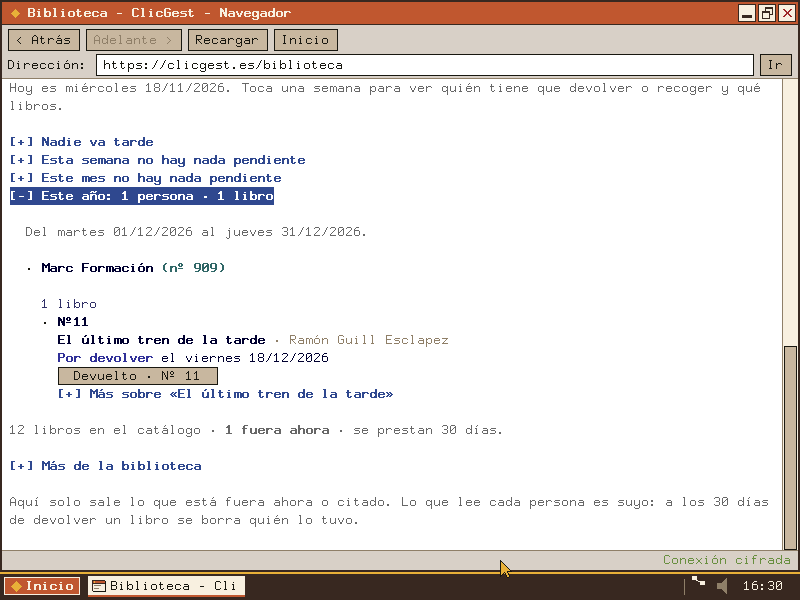 Biblioteca - ClicGest - Navegador
< Atrás Adelante > Recargar Inicio
Dirección: https://clicgest.es/biblioteca Ir
Hoy es miércoles 18/11/2026. Toca una semana para ver quién tiene que devolver o recoger y qué
libros.
[+] Nadie va tarde
[+] Esta semana no hay nada pendiente
[+] Este mes no hay nada pendiente
[-] Este año: 1 persona · 1 libro
Del martes 01/12/2026 al jueves 31/12/2026.
· Marc Formación (nº 909)
1 libro
· Nº11
El último tren de la tarde · Ramón Guill Esclapez
Por devolver el viernes 18/12/2026
Devuelto · Nº 11
[+] Más sobre «El último tren de la tarde»
12 libros en el catálogo · 1 fuera ahora · se prestan 30 días.
[+] Más de la biblioteca
Aquí solo sale lo que está fuera ahora o citado. Lo que lee cada persona es suyo: a los 30 días
de devolver un libro se borra quién lo tuvo.
Conexión cifrada
Inicio Biblioteca - Cli 16:30